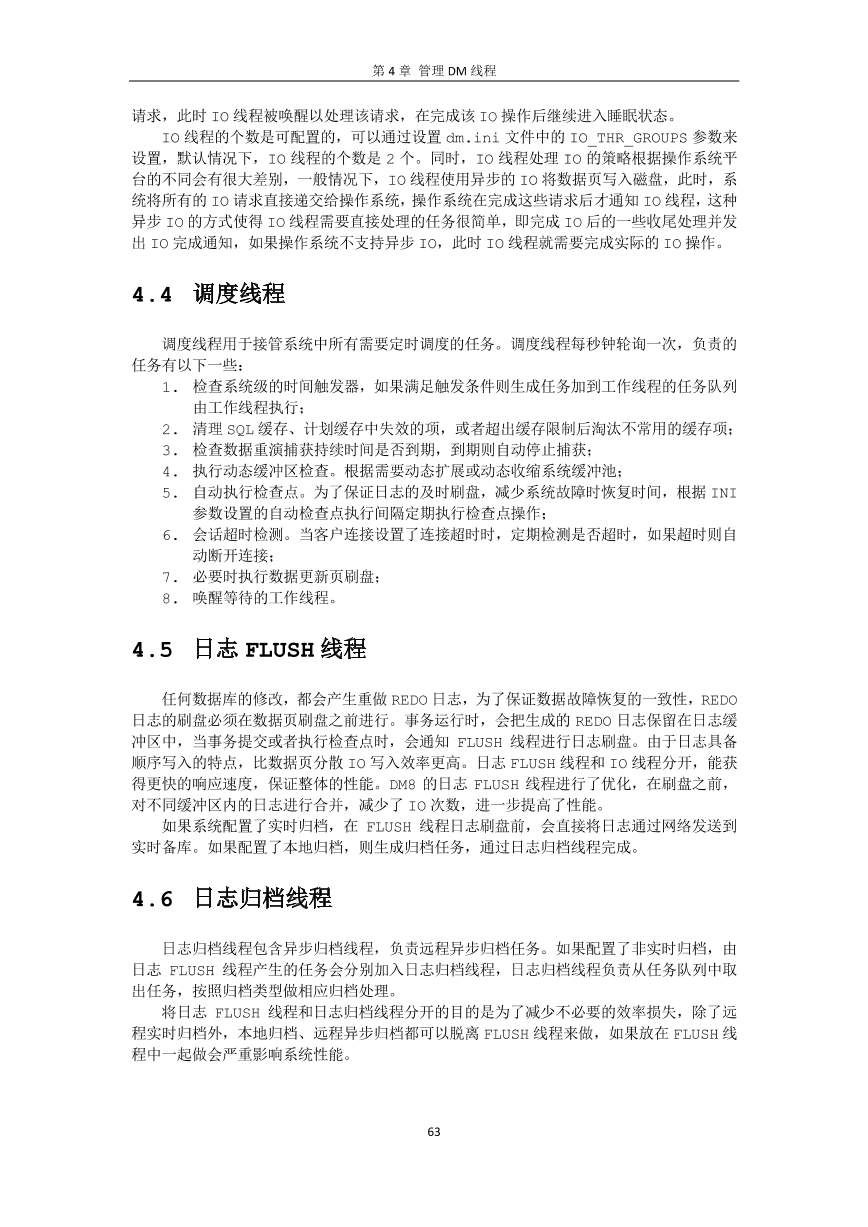 第 4 章 管理 DM 线程
请求，此时 IO 线程被唤醒以处理该请求，在完成该 IO 操作后继续进入睡眠状态。
IO 线程的个数是可配置的，可以通过设置 dm.ini 文件中的 IO_THR_GROUPS 参数来
设置，默认情况下，IO 线程的个数是 2 个。同时，IO 线程处理 IO 的策略根据操作系统平
台的不同会有很大差别，一般情况下，IO 线程使用异步的 IO 将数据页写入磁盘，此时，系
统将所有的 IO 请求直接递交给操作系统，操作系统在完成这些请求后才通知 IO 线程，这种
异步 IO 的方式使得 IO 线程需要直接处理的任务很简单，即完成 IO 后的一些收尾处理并发
出 IO 完成通知，如果操作系统不支持异步 IO，此时 IO 线程就需要完成实际的 IO 操作。
4.4 调度线程
调度线程用于接管系统中所有需要定时调度的任务。调度线程每秒钟轮询一次，负责的
任务有以下一些：
1. 检查系统级的时间触发器，如果满足触发条件则生成任务加到工作线程的任务队列
由工作线程执行；
2. 清理 SQL 缓存、计划缓存中失效的项，或者超出缓存限制后淘汰不常用的缓存项；
3. 检查数据重演捕获持续时间是否到期，到期则自动停止捕获；
4. 执行动态缓冲区检查。根据需要动态扩展或动态收缩系统缓冲池；
5. 自动执行检查点。为了保证日志的及时刷盘，减少系统故障时恢复时间，根据 INI
参数设置的自动检查点执行间隔定期执行检查点操作；
6. 会话超时检测。当客户连接设置了连接超时时，定期检测是否超时，如果超时则自
动断开连接；
7. 必要时执行数据更新页刷盘；
8. 唤醒等待的工作线程。
4.5 日志 FLUSH 线程
任何数据库的修改，都会产生重做 REDO 日志，为了保证数据故障恢复的一致性，REDO
日志的刷盘必须在数据页刷盘之前进行。事务运行时，会把生成的 REDO 日志保留在日志缓
冲区中，当事务提交或者执行检查点时，会通知 FLUSH 线程进行日志刷盘。由于日志具备
顺序写入的特点，比数据页分散 IO 写入效率更高。日志 FLUSH 线程和 IO 线程分开，能获
得更快的响应速度，保证整体的性能。DM8 的日志 FLUSH 线程进行了优化，在刷盘之前，
对不同缓冲区内的日志进行合并，减少了 IO 次数，进一步提高了性能。
如果系统配置了实时归档，在 FLUSH 线程日志刷盘前，会直接将日志通过网络发送到
实时备库。如果配置了本地归档，则生成归档任务，通过日志归档线程完成。
4.6 日志归档线程
日志归档线程包含异步归档线程，负责远程异步归档任务。如果配置了非实时归档，由
日志 FLUSH 线程产生的任务会分别加入日志归档线程，日志归档线程负责从任务队列中取
出任务，按照归档类型做相应归档处理。
将日志 FLUSH 线程和日志归档线程分开的目的是为了减少不必要的效率损失，除了远
程实时归档外，本地归档、远程异步归档都可以脱离 FLUSH 线程来做，如果放在 FLUSH 线
程中一起做会严重影响系统性能。
63